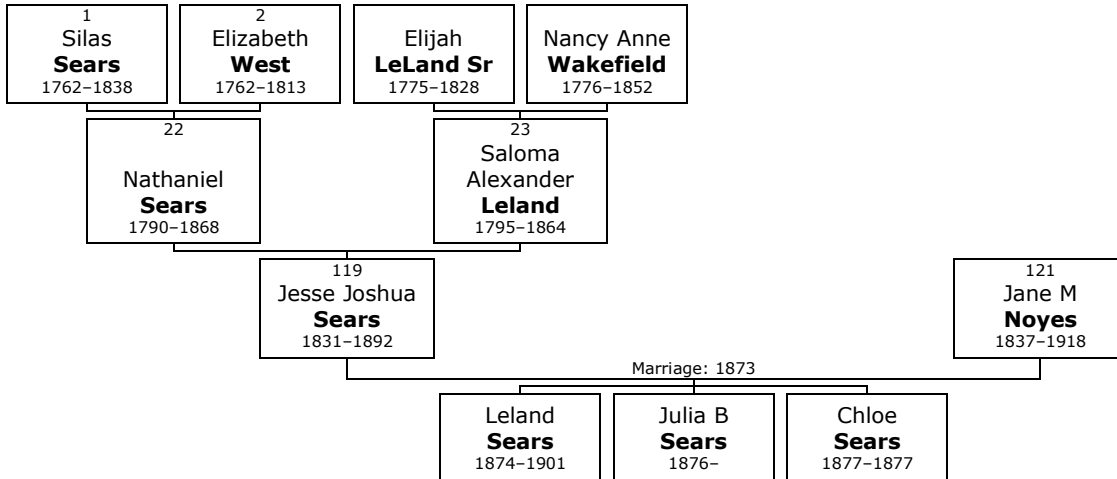 1
Silas
Sears
1762–1838
2
Elizabeth
West
1762–1813
Elijah
LeLand Sr
1775–1828
Nancy Anne
Wakefield
1776–1852
22
Nathaniel
Sears
1790–1868
23
Saloma
Alexander
Leland
1795–1864
119
Jesse Joshua
Sears
1831–1892
121
Jane M
Noyes
1837–1918
Marriage: 1873
Leland
Sears
1874–1901
Julia B
Sears
1876–
Chloe
Sears
1877–1877